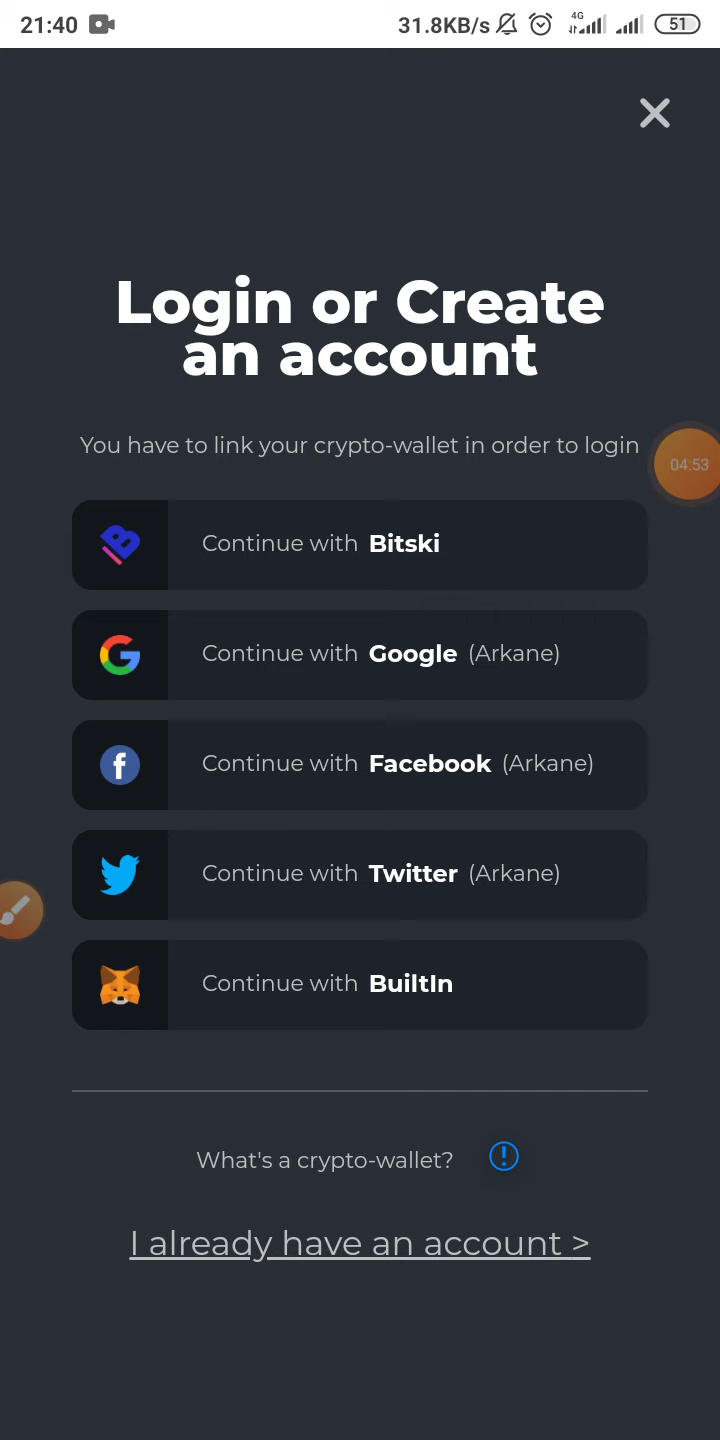 21:40 31.8KB/s 4G 51
Login or Create
an account
You have to link your crypto-wallet in order to login
04:53
Continue with Bitski
Continue with Google (Arkane)
Continue with Facebook (Arkane)
Continue with Twitter (Arkane)
Continue with BuiltIn
What's a crypto-wallet?
I already have an account >